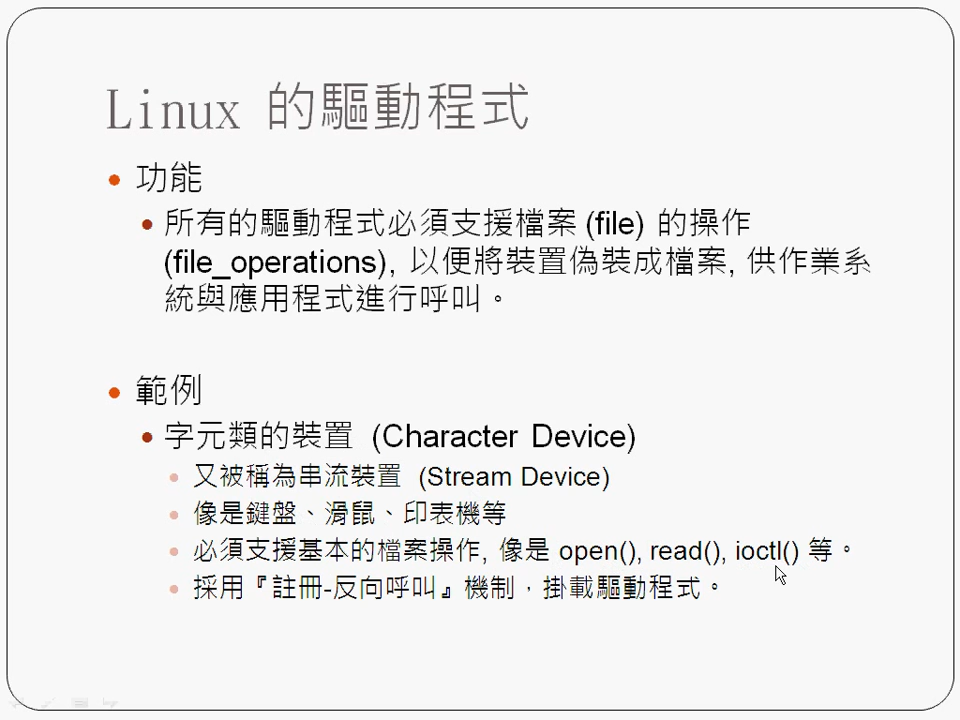 Linux 的驅動程式
功能
所有的驅動程式必須支援檔案 (file) 的操作
(file_operations), 以便將裝置偽裝成檔案, 供作業系
統與應用程式進行呼叫。
範例
字元類的裝置 (Character Device)
又被稱為串流裝置 (Stream Device)
像是鍵盤、滑鼠、印表機等
必須支援基本的檔案操作, 像是 open(), read(), ioctl() 等。
採用『註冊-反向呼叫』機制，掛載驅動程式。